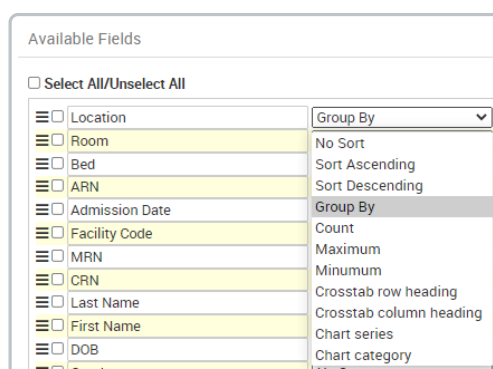 Available Fields
Select All/Unselect All
Location Group By
Room
No Sort
Bed
Sort Ascending
ARN
Sort Descending
Admission Date
Group By
Facility Code
Count
MRN
Maximum
CRN
Minumum
Last Name
Crosstab row heading
First Name
Crosstab column heading
DOB
Chart series
Chart category